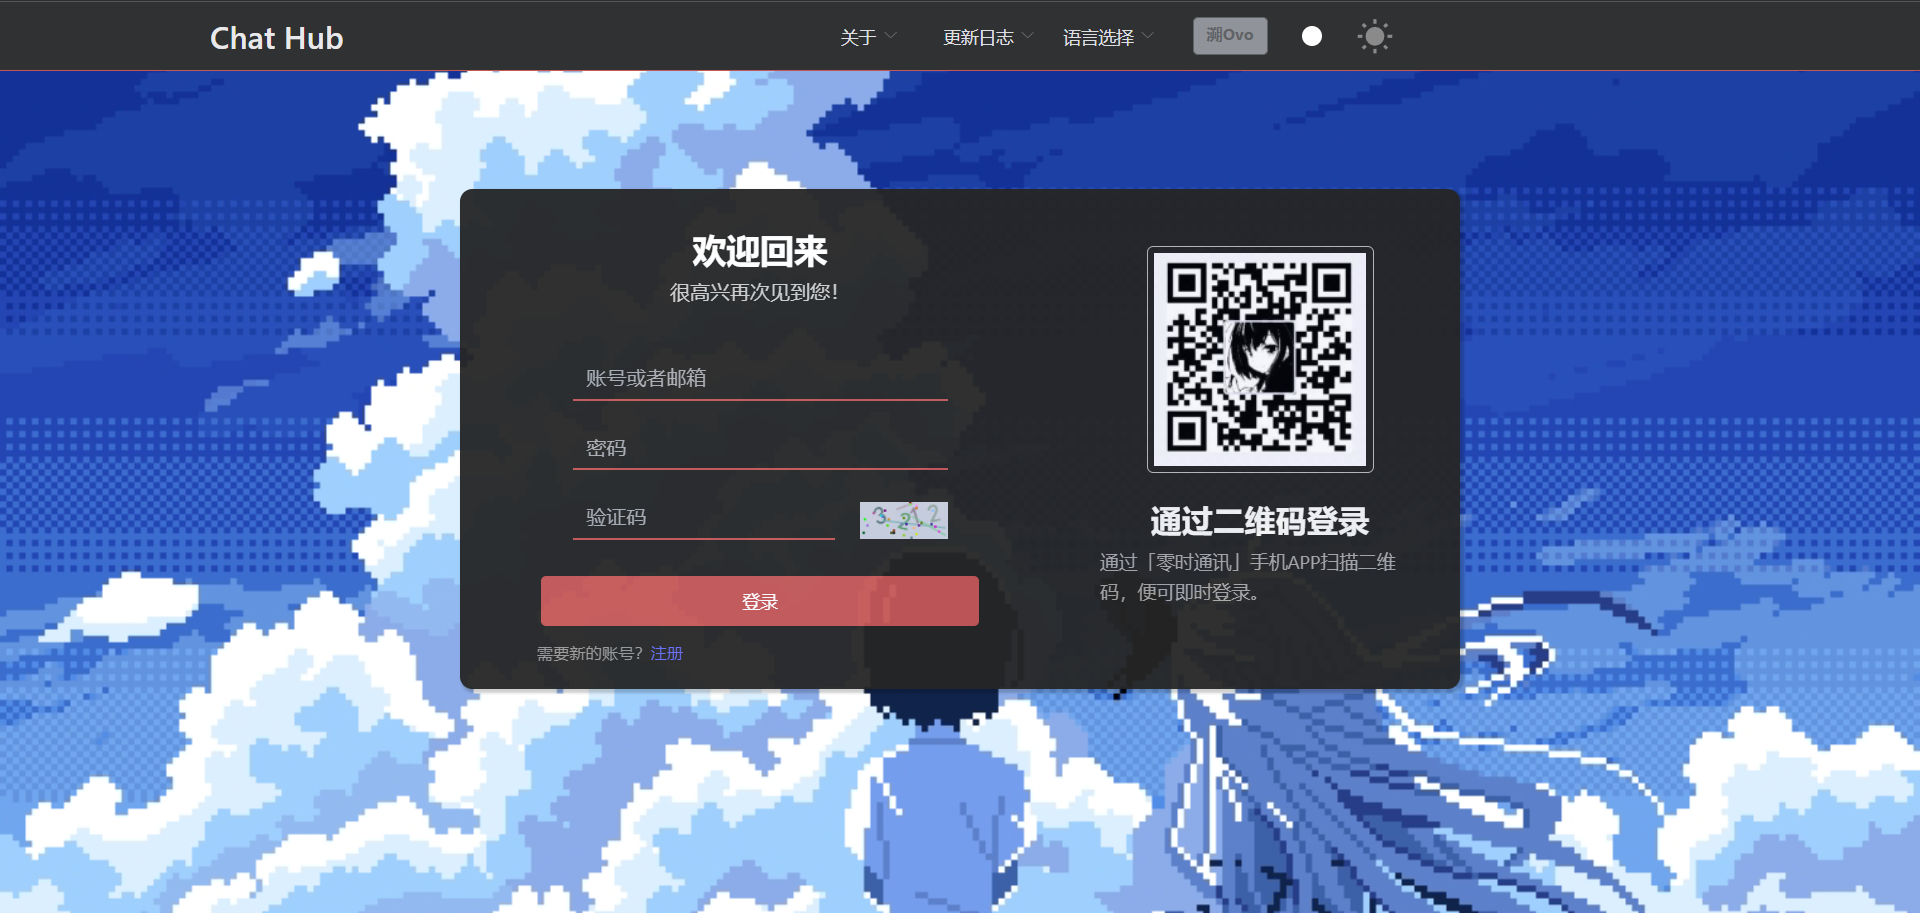 Chat Hub
关于
更新日志
语言选择
溯Ovo
欢迎回来
很高兴再次见到您！
账号或者邮箱
密码
验证码
3212
登录
需要新的账号？注册
通过二维码登录
通过「零时通讯」手机APP扫描二维
码，便可即时登录。